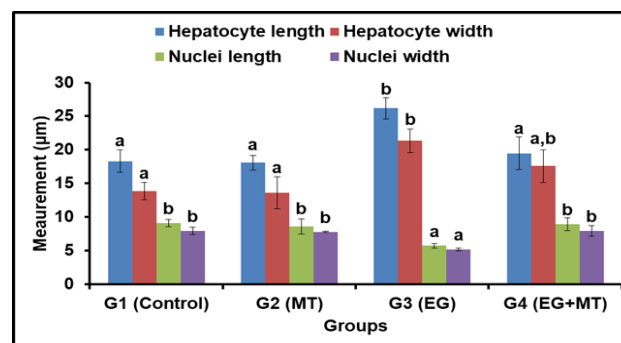 Hepatocyte length Hepatocyte width
Nuclei length Nuclei width
Meaurement (µm)
30
25
20
15
10
5
0
a a b b
a a b b
b b a a
a a,b b b
G1 (Control) G2 (MT) G3 (EG) G4 (EG+MT)
Groups